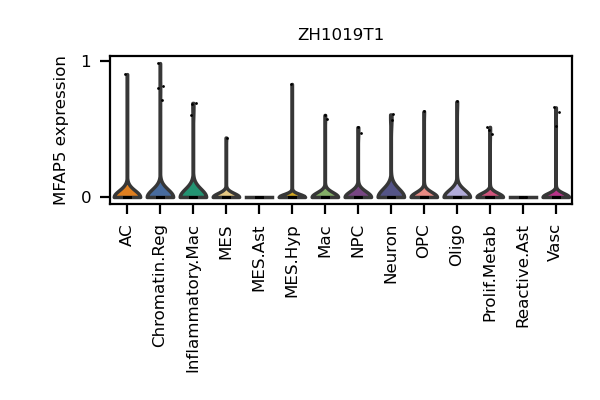 ZH1019T1
MFAP5 expression
1
0
AC
Chromatin.Reg
Inflammatory.Mac
MES
MES.Ast
MES.Hyp
Mac
NPC
Neuron
OPC
Oligo
Prolif.Metab
Reactive.Ast
Vasc